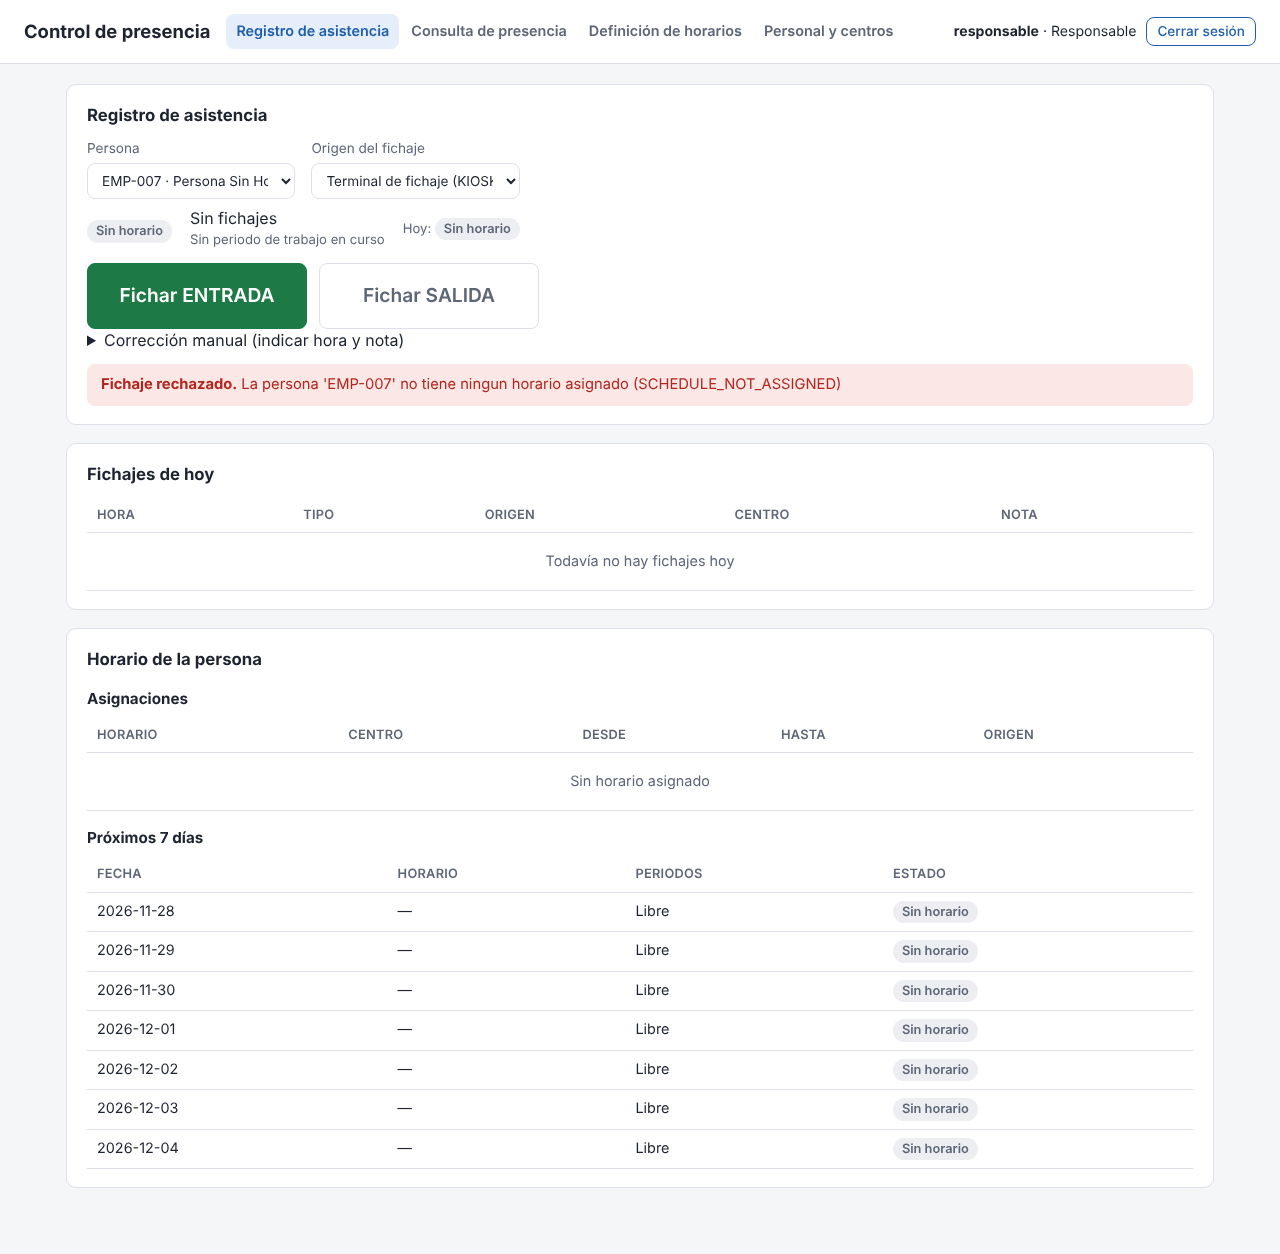 Control de presencia
Registro de asistencia
Consulta de presencia
Definición de horarios
Personal y centros
responsable · Responsable
Cerrar sesión
Registro de asistencia
Persona
Origen del fichaje
EMP-007 · Persona Sin Ho
Terminal de fichaje (KIOSK
Sin horario
Sin fichajes
Sin periodo de trabajo en curso
Hoy: Sin horario
Fichar ENTRADA
Fichar SALIDA
Corrección manual (indicar hora y nota)
Fichaje rechazado. La persona 'EMP-007' no tiene ningun horario asignado (SCHEDULE_NOT_ASSIGNED)
Fichajes de hoy
HORA TIPO ORIGEN CENTRO NOTA
Todavía no hay fichajes hoy
Horario de la persona
Asignaciones
HORARIO CENTRO DESDE HASTA ORIGEN
Sin horario asignado
Próximos 7 días
FECHA HORARIO PERIODOS ESTADO
2026-11-28 — Libre Sin horario
2026-11-29 — Libre Sin horario
2026-11-30 — Libre Sin horario
2026-12-01 — Libre Sin horario
2026-12-02 — Libre Sin horario
2026-12-03 — Libre Sin horario
2026-12-04 — Libre Sin horario